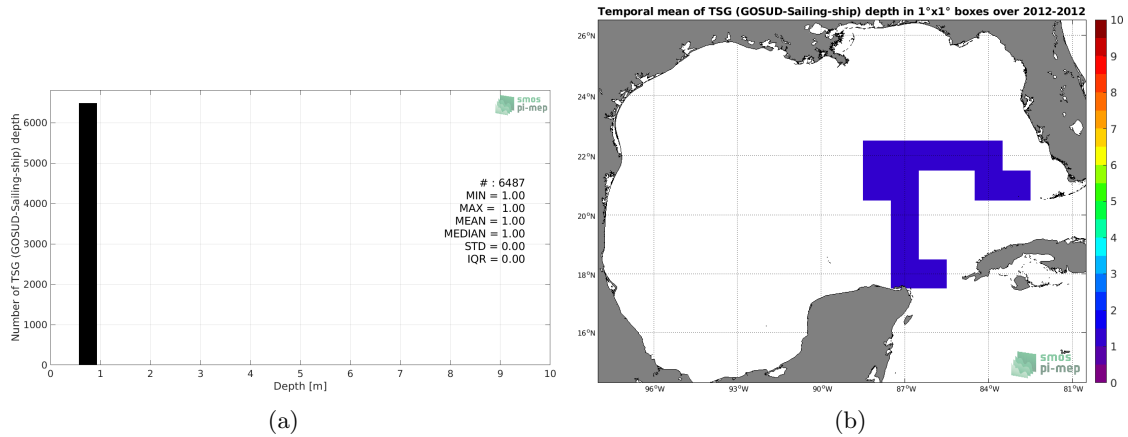 smos
pi-mep
Number of TSG (GOSUD-Sailing-ship) depth
6000
5000
4000
3000
2000
1000
0
# : 6487
MIN = 1.00
MAX = 1.00
MEAN = 1.00
MEDIAN = 1.00
STD = 0.00
IQR = 0.00
0 1 2 3 4 5 6 7 8 9 10
Depth [m]
(a)
Temporal mean of TSG (GOSUD-Sailing-ship) depth in 1°x1° boxes over 2012-2012
26°N
24°N
22°N
20°N
18°N
16°N
96°W 93°W 90°W 87°W 84°W 81°W
smos
pi-mep
10
9
8
7
6
5
4
3
2
1
0
(b)